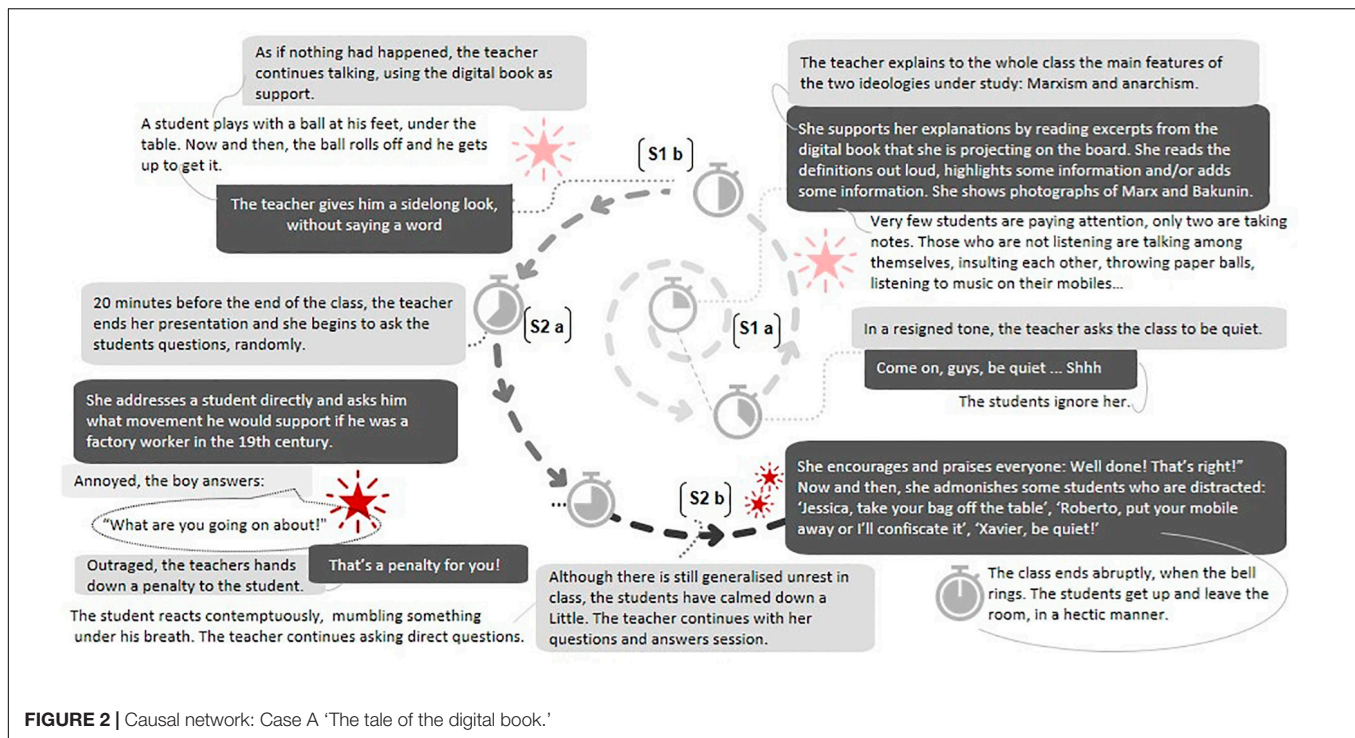 As if nothing had happened, the teacher
continues talking, using the digital book as
support.
A student plays with a ball at his feet, under the
table. Now and then, the ball rolls off and he gets
up to get it.
The teacher gives him a sidelong look,
without saying a word
[S1 b]
The teacher explains to the whole class the main features of
the two ideologies under study: Marxism and anarchism.
She supports her explanations by reading excerpts from the
digital book that she is projecting on the board. She reads the
definitions out loud, highlights some information and/or adds
some information. She shows photographs of Marx and Bakunin.
Very few students are paying attention, only two are taking
notes. Those who are not listening are talking among
themselves, insulting each other, throwing paper balls,
listening to music on their mobiles...
[S1 a]
In a resigned tone, the teacher asks the class to be quiet.
Come on, guys, be quiet ... Shhh
The students ignore her.
20 minutes before the end of the class, the teacher
ends her presentation and she begins to ask the
students questions, randomly.
[S2 a]
She addresses a student directly and asks him
what movement he would support if he was a
factory worker in the 19th century.
Annoyed, the boy answers:
"What are you going on about!"
Outraged, the teachers hands
down a penalty to the student.
That's a penalty for you!
The student reacts contemptuously, mumbling something
under his breath. The teacher continues asking direct questions.
...
[S2 b]
Although there is still generalised unrest in
class, the students have calmed down a
Little. The teacher continues with her
questions and answers session.
She encourages and praises everyone: Well done! That's right!"
Now and then, she admonishes some students who are distracted:
'Jessica, take your bag off the table', 'Roberto, put your mobile
away or I'll confiscate it', 'Xavier, be quiet!'
The class ends abruptly, when the bell
rings. The students get up and leave the
room, in a hectic manner.
FIGURE 2 | Causal network: Case A 'The tale of the digital book.'